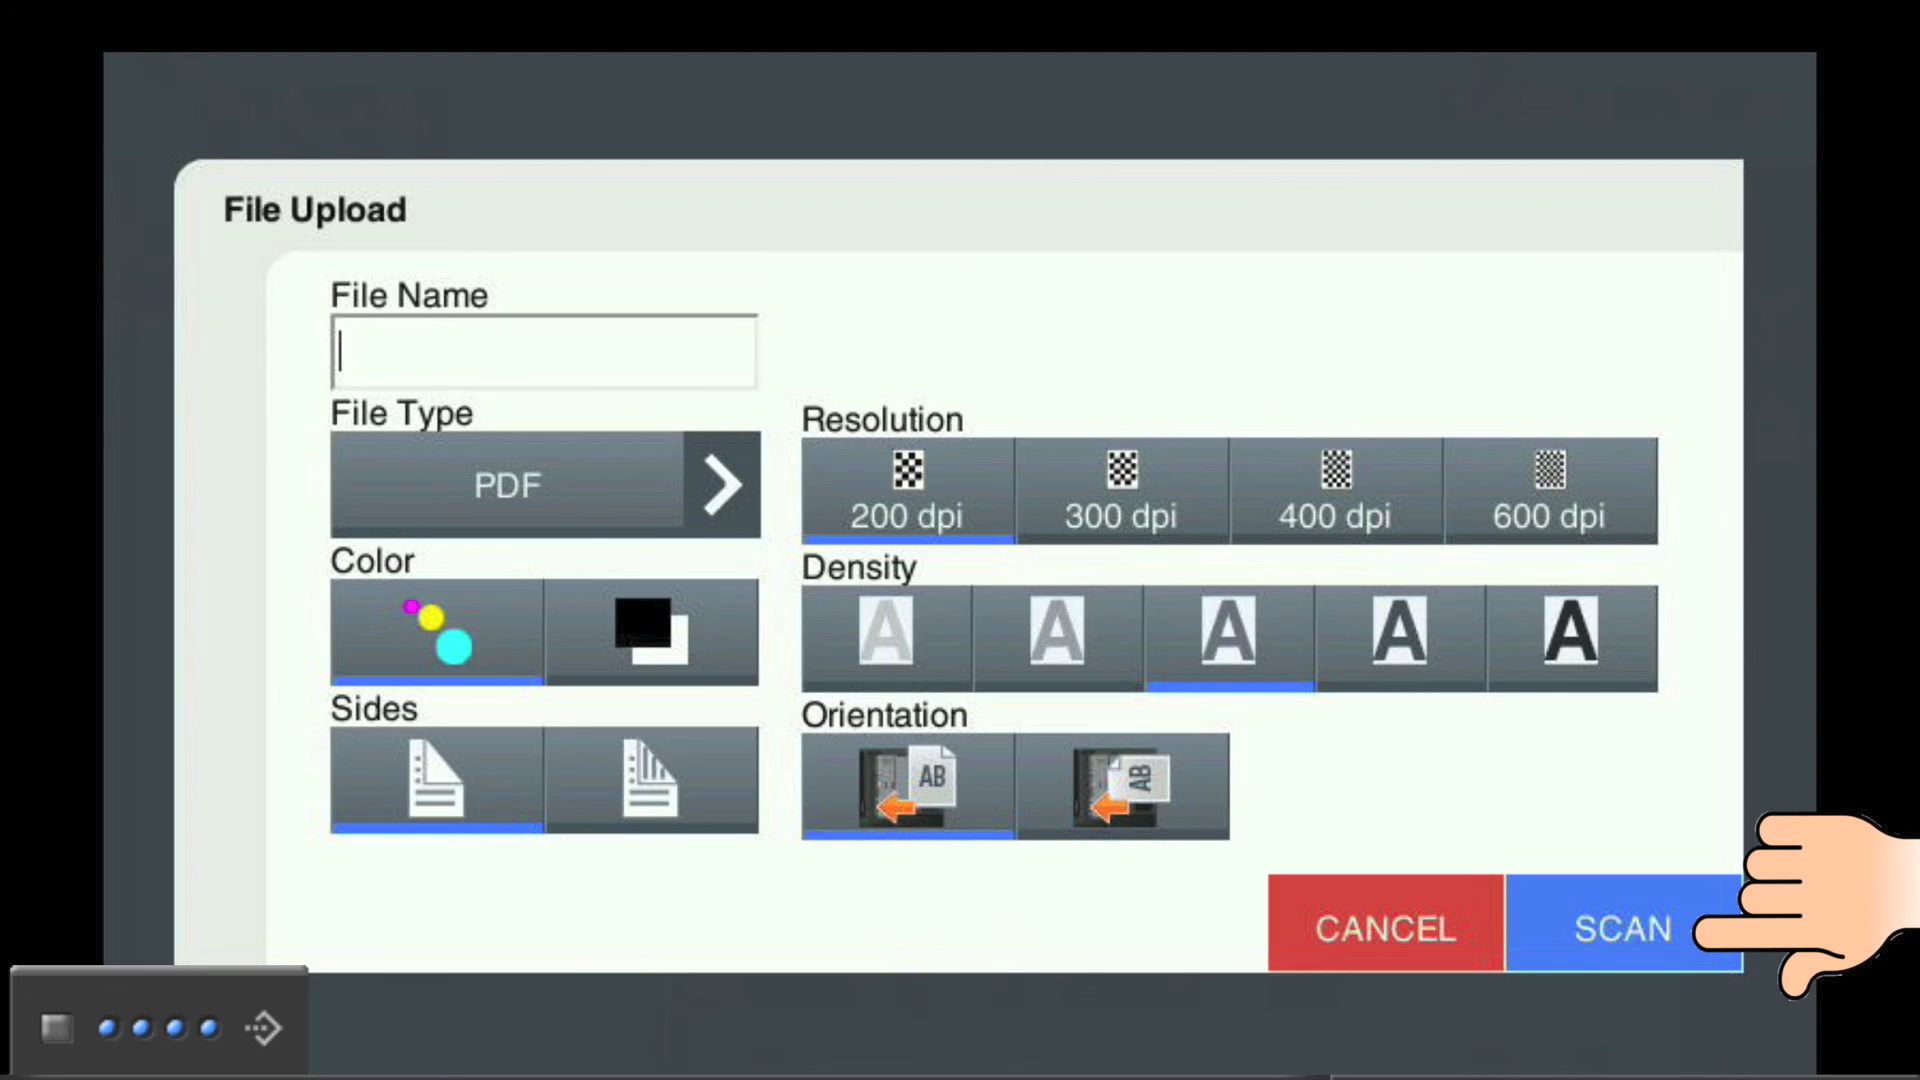 File Upload
File Name
File Type
PDF
Resolution
200 dpi
300 dpi
400 dpi
600 dpi
Color
Density
A
A
A
A
A
Sides
Orientation
AB
AB
CANCEL
SCAN